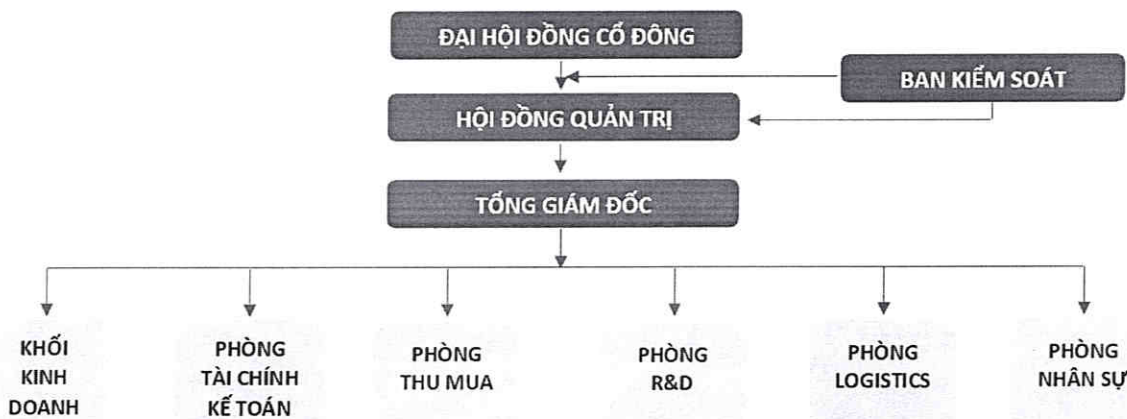 ĐẠI HỘI ĐỒNG CỔ ĐÔNG
BAN KIỂM SOÁT
HỘI ĐỒNG QUẢN TRỊ
TỔNG GIÁM ĐỐC
KHỐI
KINH
DOANH
PHÒNG
TÀI CHÍNH
KẾ TOÁN
PHÒNG
THU MUA
PHÒNG
R&D
PHÒNG
LOGISTICS
PHÒNG
NHÂN SỰ